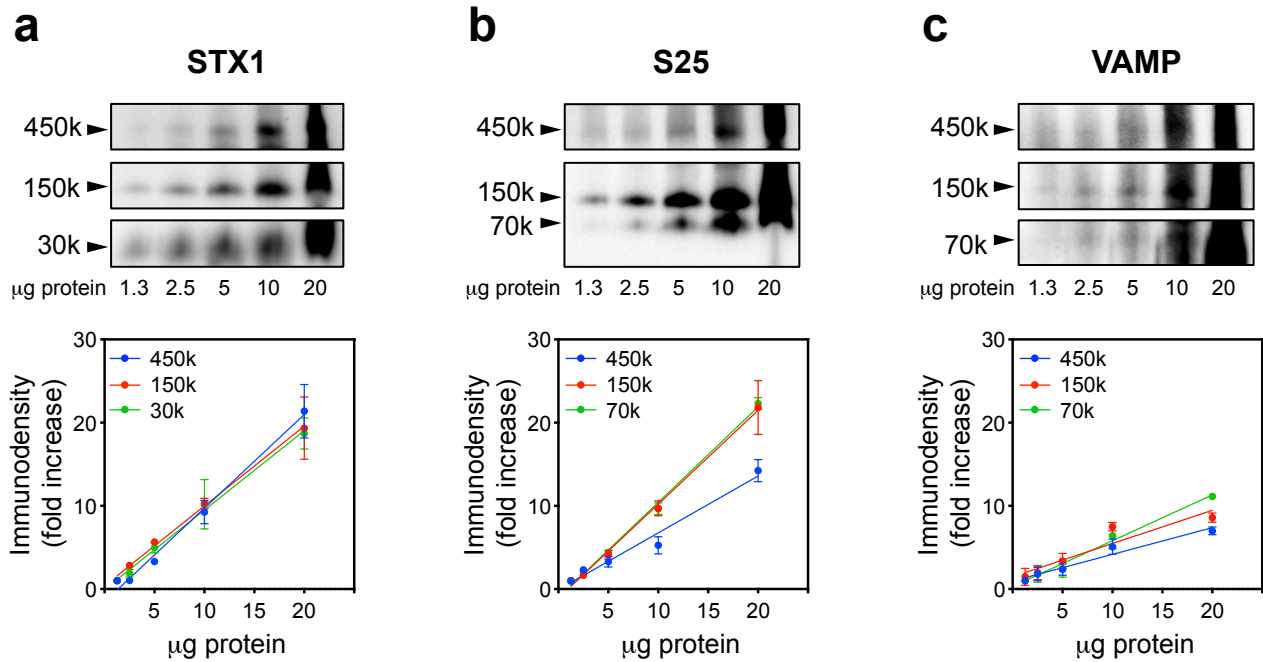 a
STX1
450k
150k
30k
μg protein 1.3 2.5 5 10 20
30
20
10
0
Immunodensity
(fold increase)
450k
150k
30k
5 10 15 20
μg protein
b
S25
450k
150k
70k
μg protein 1.3 2.5 5 10 20
30
20
10
0
Immunodensity
(fold increase)
450k
150k
70k
5 10 15 20
μg protein
c
VAMP
450k
150k
70k
μg protein 1.3 2.5 5 10 20
30
20
10
0
Immunodensity
(fold increase)
450k
150k
70k
5 10 15 20
μg protein